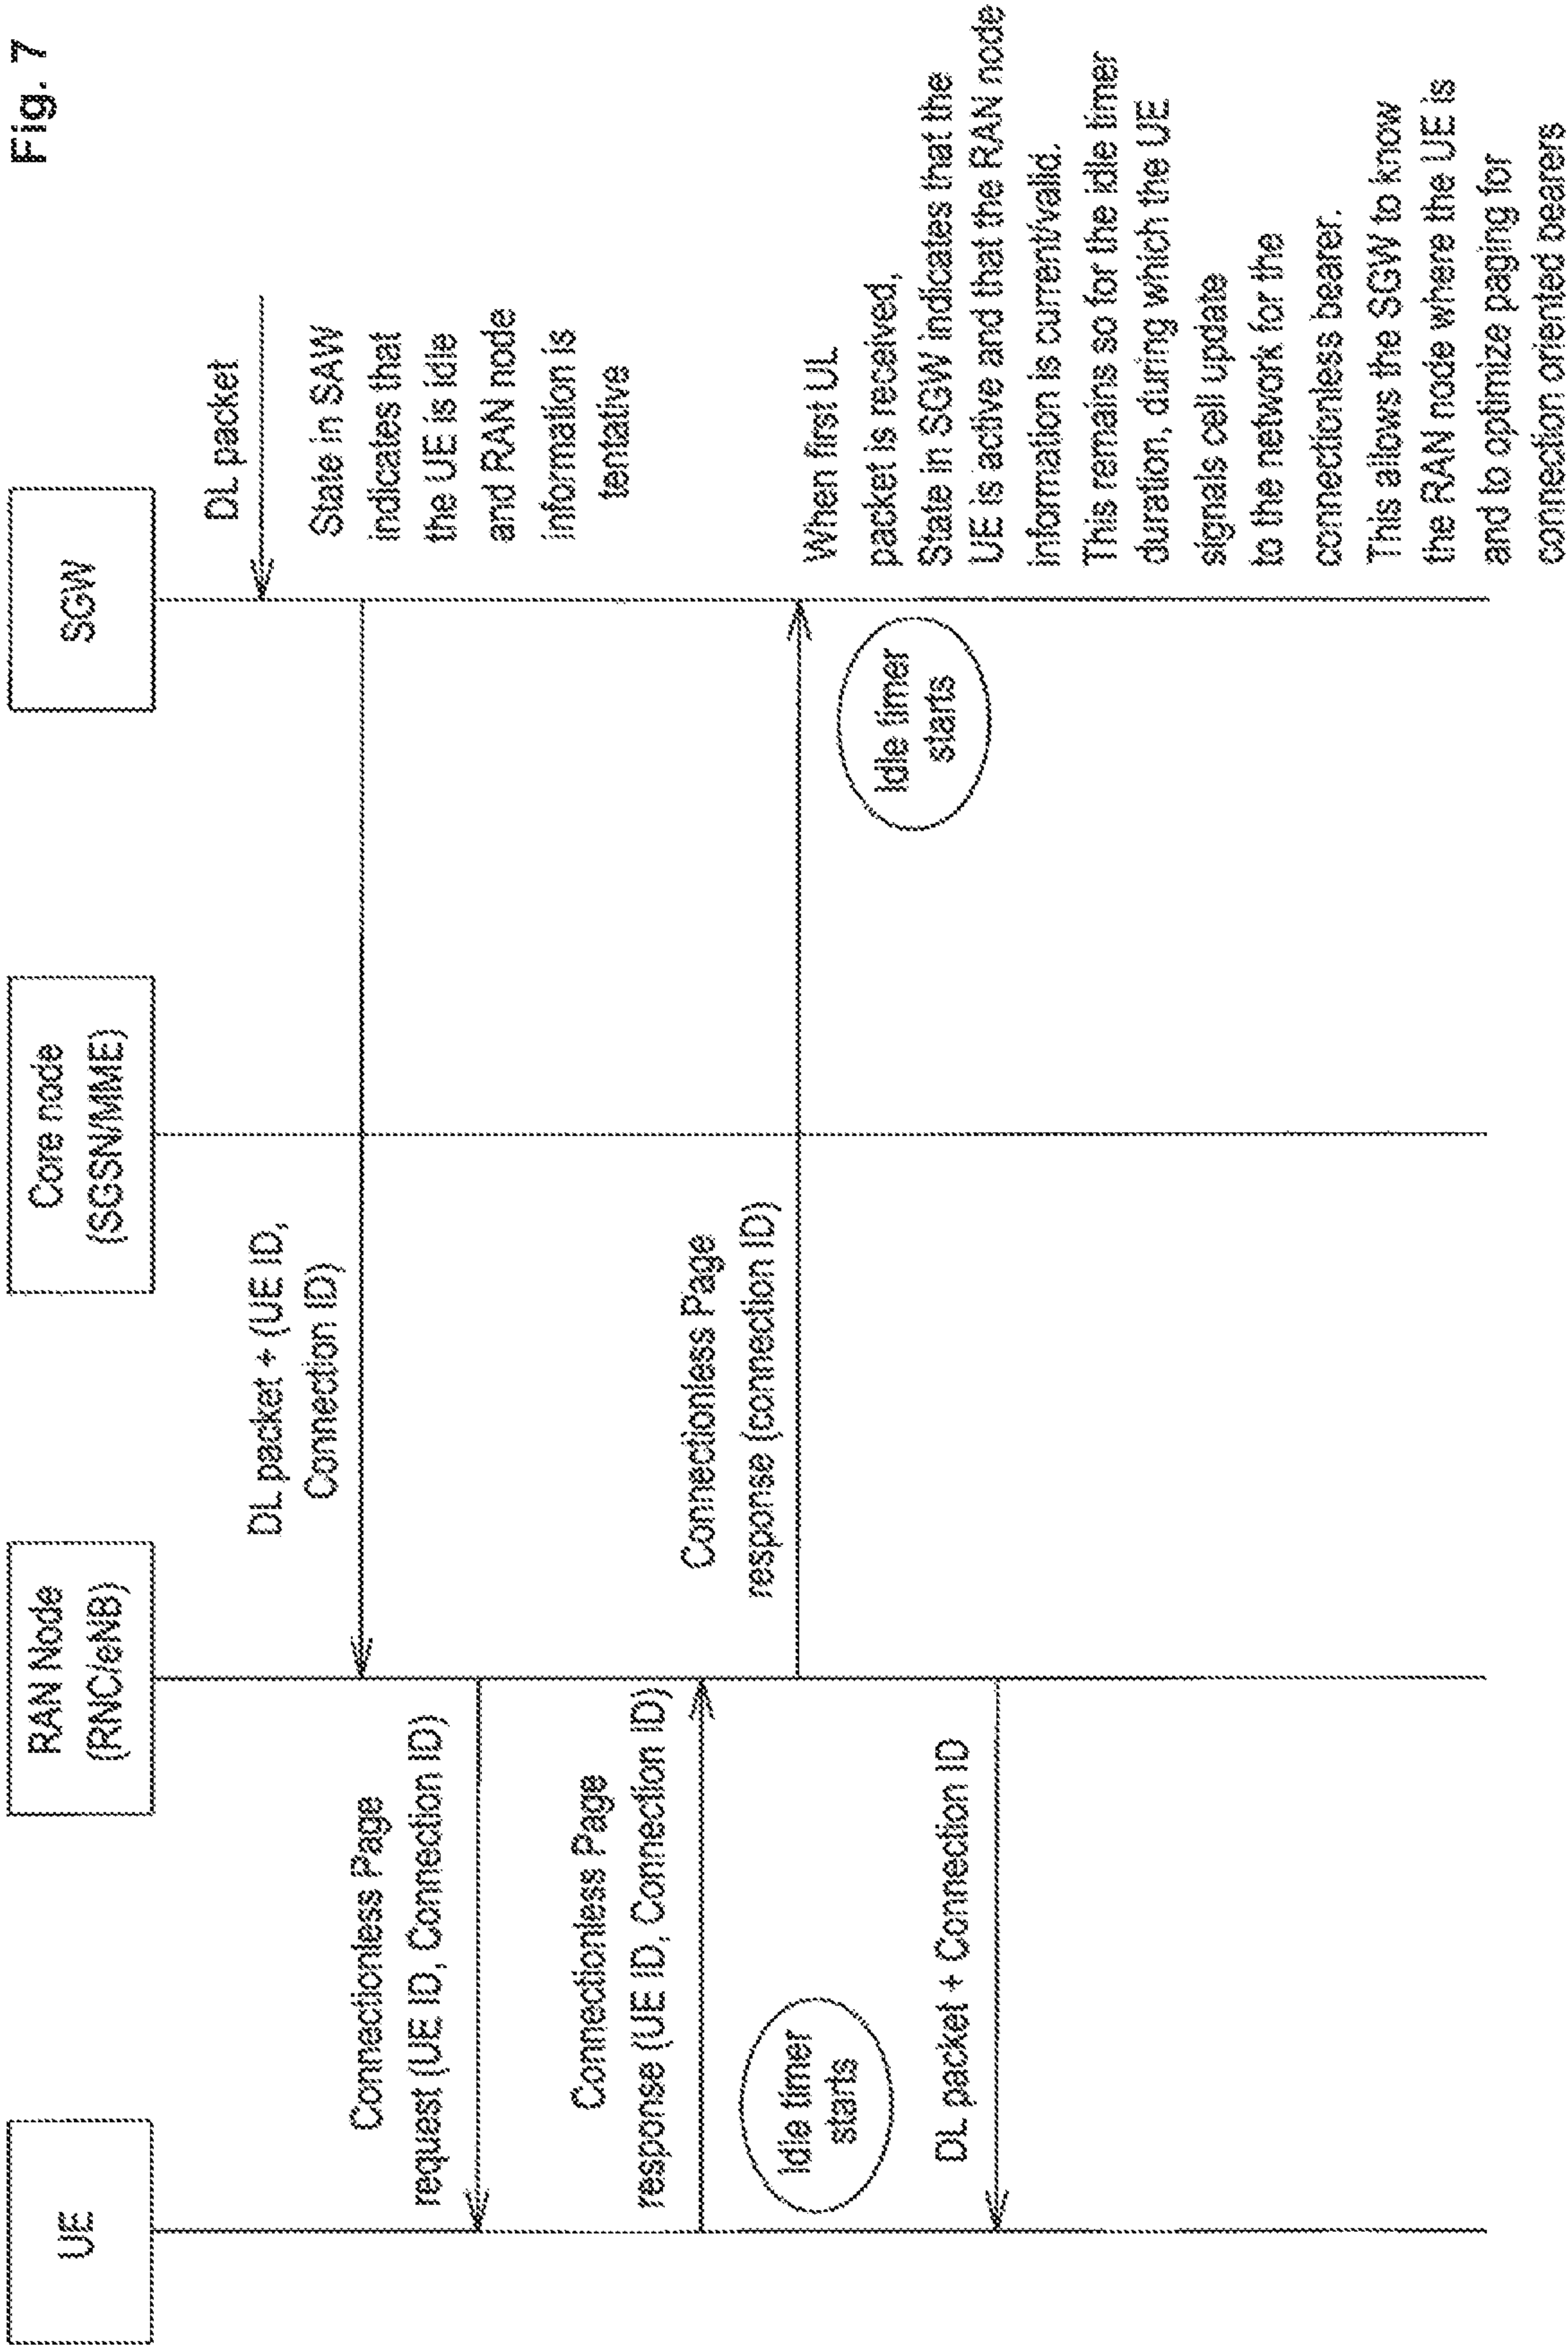 Fig. 7
UE
RAN Node
(RNC/eNB)
Core node
(SGSN/MME)
SGW
DL packet
State in SAW
indicates that
the UE is idle
and RAN node
information is
tentative
DL packet + (UE ID,
Connection ID)
Connectionless Page
request (UE ID, Connection ID)
Connectionless Page
response (UE ID, Connection ID)
Connectionless Page
response (connection ID)
Idle timer
starts
Idle timer
starts
DL packet + Connection ID
When first UL
packet is received,
State in SGW indicates that the
UE is active and that the RAN node
information is current/valid.
This remains so for the idle timer
duration, during which the UE
signals cell update
to the network for the
connectionless bearer.
This allows the SGW to know
the RAN node where the UE is
and to optimize paging for
connection oriented bearers